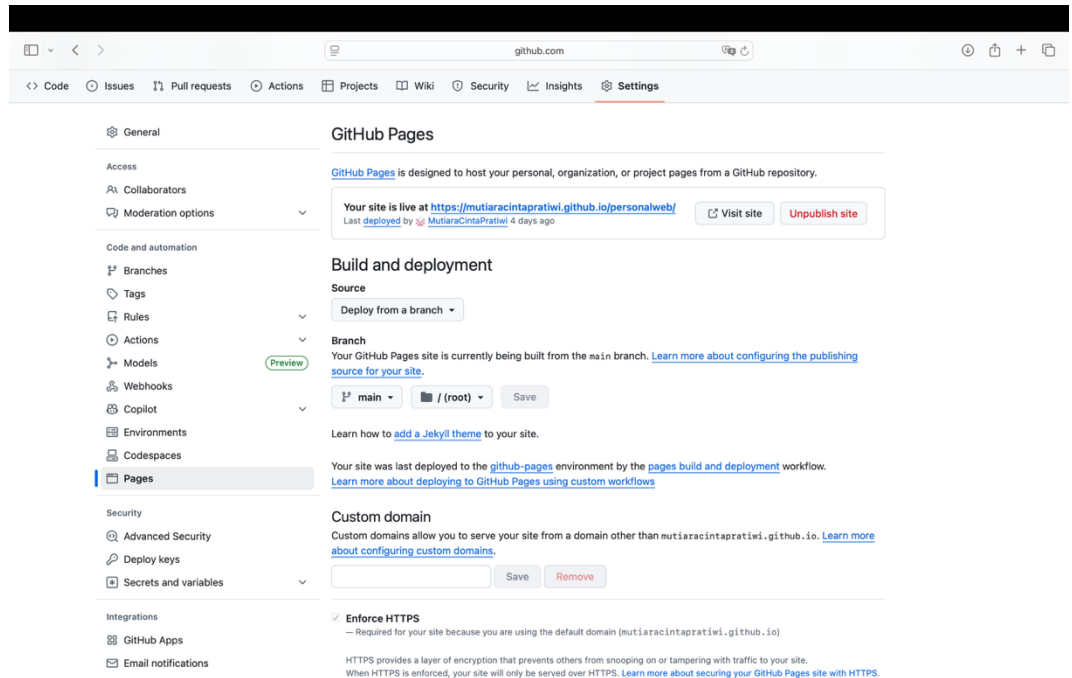 github.com
Code Issues Pull requests Actions Projects Wiki Security Insights Settings
General
Access
Collaborators
Moderation options
Code and automation
Branches
Tags
Rules
Actions
Models Preview
Webhooks
Copilot
Environments
Codespaces
Pages
Security
Advanced Security
Deploy keys
Secrets and variables
Integrations
GitHub Apps
Email notifications
GitHub Pages
GitHub Pages is designed to host your personal, organization, or project pages from a GitHub repository.
Your site is live at https://mutiaracintapratiwi.github.io/personalweb/
Last deployed by MutiaraCintaPratiwi 4 days ago
Visit site Unpublish site
Build and deployment
Source
Deploy from a branch
Branch
Your GitHub Pages site is currently being built from the main branch. Learn more about configuring the publishing
source for your site.
main / (root) Save
Learn how to add a Jekyll theme to your site.
Your site was last deployed to the github-pages environment by the pages build and deployment workflow.
Learn more about deploying to GitHub Pages using custom workflows
Custom domain
Custom domains allow you to serve your site from a domain other than mutiaracintapratiwi.github.io. Learn more
about configuring custom domains.
Save Remove
Enforce HTTPS
— Required for your site because you are using the default domain (mutiaracintapratiwi.github.io)
HTTPS provides a layer of encryption that prevents others from snooping on or tampering with traffic to your site.
When HTTPS is enforced, your site will only be served over HTTPS. Learn more about securing your GitHub Pages site with HTTPS.